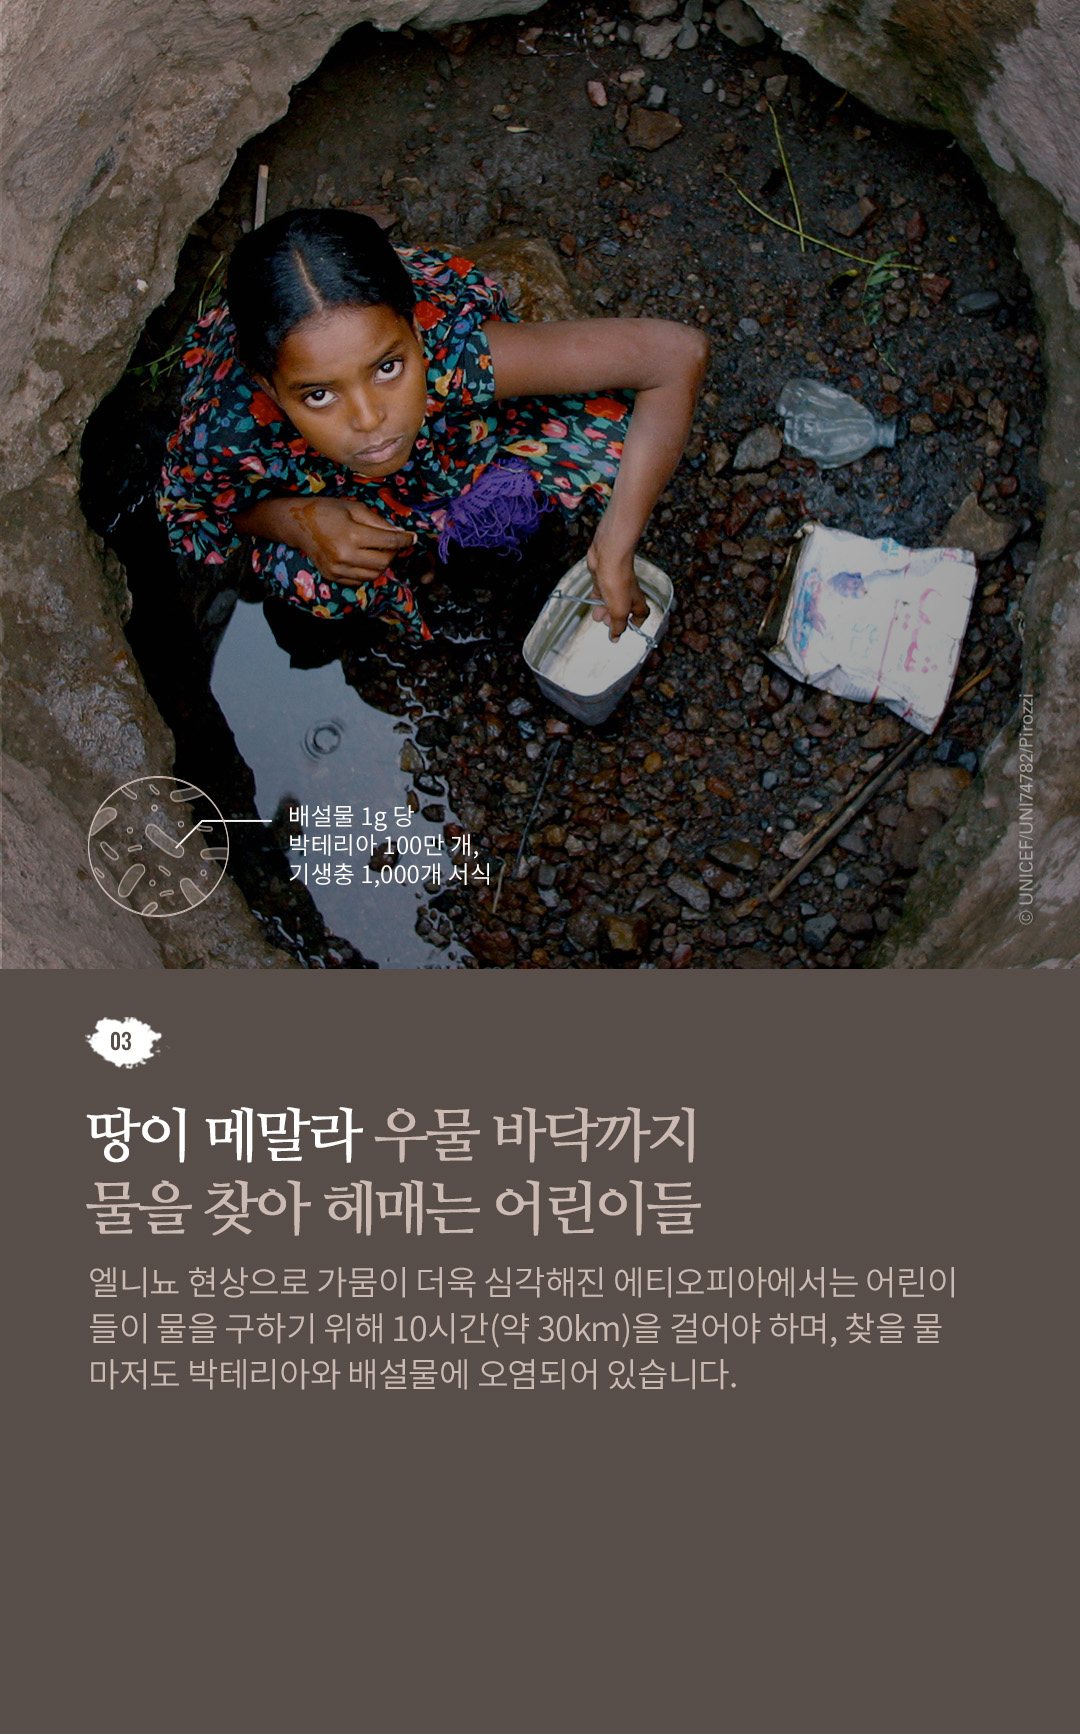 배설물 1g 당
박테리아 100만 개,
기생충 1,000개 서식
© UNICEF/UNI74782/Pirozzi
03
땅이 메말라 우물 바닥까지
물을 찾아 헤매는 어린이들
엘니뇨 현상으로 가뭄이 더욱 심각해진 에티오피아에서는 어린이
들이 물을 구하기 위해 10시간(약 30km)을 걸어야 하며, 찾을 물
마저도 박테리아와 배설물에 오염되어 있습니다.